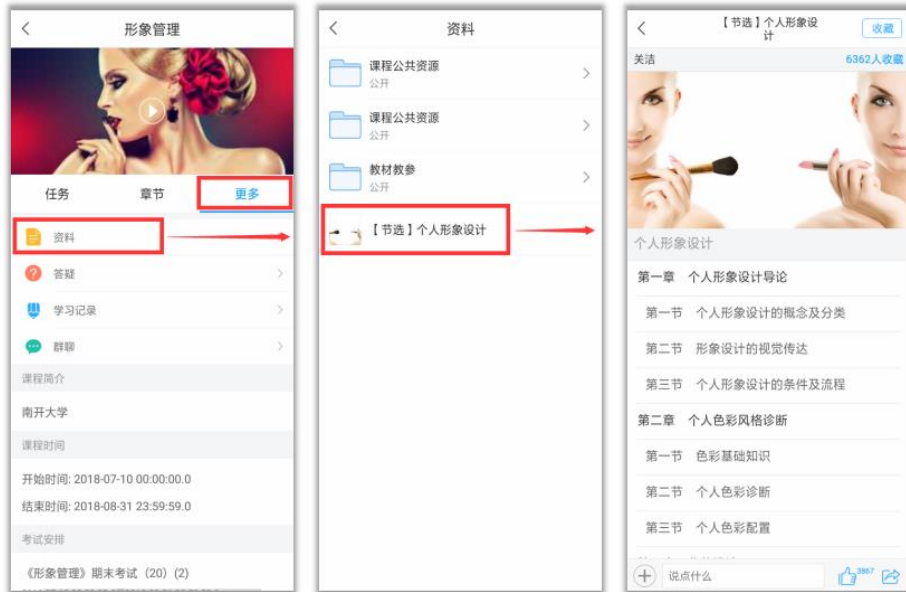 形象管理
任务
章节
更多
资料
答疑
学习记录
群聊
课程简介
南开大学
课程时间
开始时间: 2018-07-10 00:00:00.0
结束时间: 2018-08-31 23:59:59.0
考试安排
《形象管理》期末考试（20）(2)
资料
课程公共资源
公开
课程公共资源
公开
教材教参
公开
【节选】个人形象设计
【节选】个人形象设
计
收藏
关洁
6362人收藏
个人形象设计
第一章 个人形象设计导论
第一节 个人形象设计的概念及分类
第二节 形象设计的视觉传达
第三节 个人形象设计的条件及流程
第二章 个人色彩风格诊断
第一节 色彩基础知识
第二节 个人色彩诊断
第三节 个人色彩配置
说点什么
3867